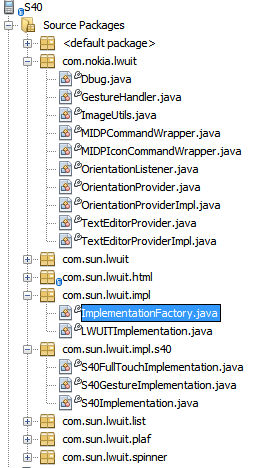 S40
Source Packages
<default package>
com.nokia.lwuit
Dbug.java
GestureHandler.java
ImageUtils.java
MIDPCommandWrapper.java
MIDPIconCommandWrapper.java
OrientationListener.java
OrientationProvider.java
OrientationProviderImpl.java
TextEditorProvider.java
TextEditorProviderImpl.java
com.sun.lwuit
com.sun.lwuit.html
com.sun.lwuit.impl
ImplementationFactory.java
LWUITImplementation.java
com.sun.lwuit.impl.s40
S40FullTouchImplementation.java
S40GestureImplementation.java
S40Implementation.java
com.sun.lwuit.list
com.sun.lwuit.plaf
com.sun.lwuit.spinner